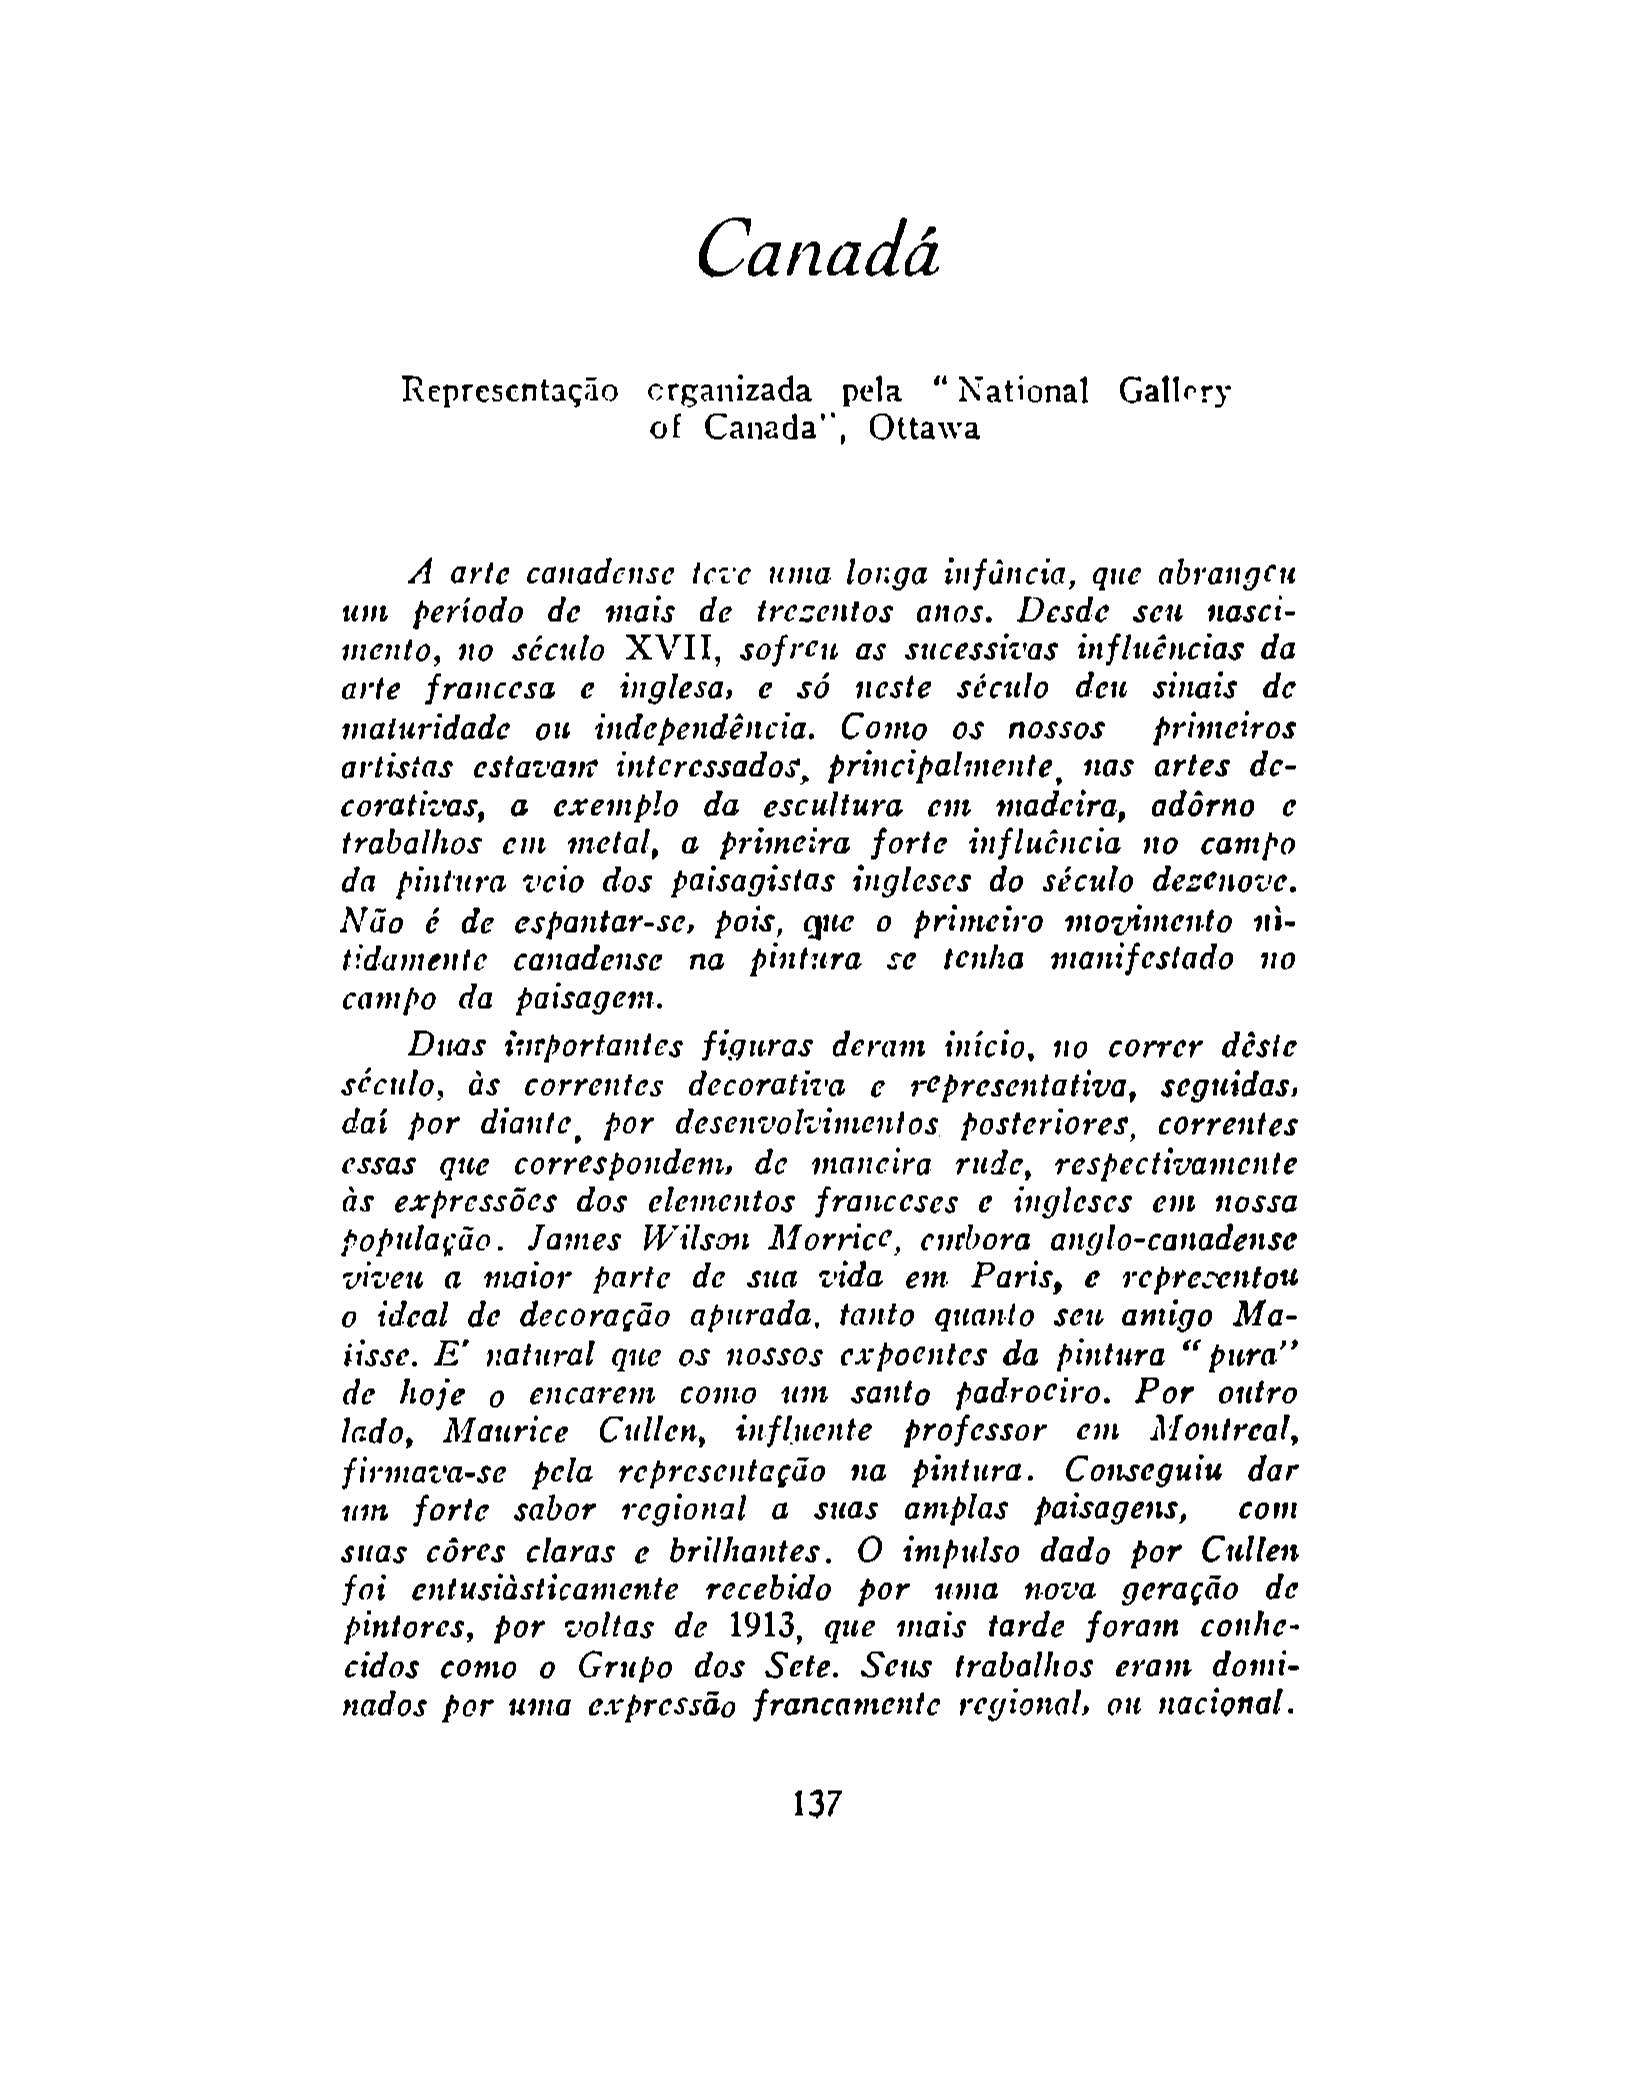 Canadá
Representação organizada pela "National Gallery
of Canada", Ottawa
A arte canadense teve uma longa infância, que abrangeu
um período de mais de trezentos anos. Desde seu nasci-
mento, no século XVII, sofreu as sucessivas influências da
arte francesa e inglesa, e só neste século deu sinais de
maturidade ou independência. Como os nossos primeiros
artistas estavam interessados, principalmente, nas artes de-
corativas, a exemplo da escultura em madeira, adôrno e
trabalhos em metal, a primeira forte influência no campo
da pintura veio dos paisagistas ingleses do século dezenove.
Não é de espantar-se, pois, que o primeiro movimento nì-
tidamente canadense na pintura se tenha manifestado no
campo da paisagem.
Duas importantes figuras deram início, no correr dêste
século, às correntes decorativa e representativa, seguidas,
daí por diante, por desenvolvimentos posteriores, correntes
essas que correspondem, de maneira rude, respectivamente
às expressões dos elementos franceses e ingleses em nossa
população. James Wilson Morrice, embora anglo-canadense
viveu a maior parte de sua vida em Paris, e representou
o ideal de decoração apurada, tanto quanto seu amigo Ma-
tisse. E' natural que os nossos expoentes da pintura "pura"
de hoje o encarem como um santo padroeiro. Por outro
lado, Maurice Cullen, influente professor em Montreal,
firmava-se pela representação na pintura. Conseguiu dar
um forte sabor regional a suas amplas paisagens, com
suas côres claras e brilhantes. O impulso dado por Cullen
foi entusiàsticamente recebido por uma nova geração de
pintores, por voltas de 1913, que mais tarde foram conhe-
cidos como o Grupo dos Sete. Seus trabalhos eram domi-
nados por uma expressão francamente regional, ou nacional.
137